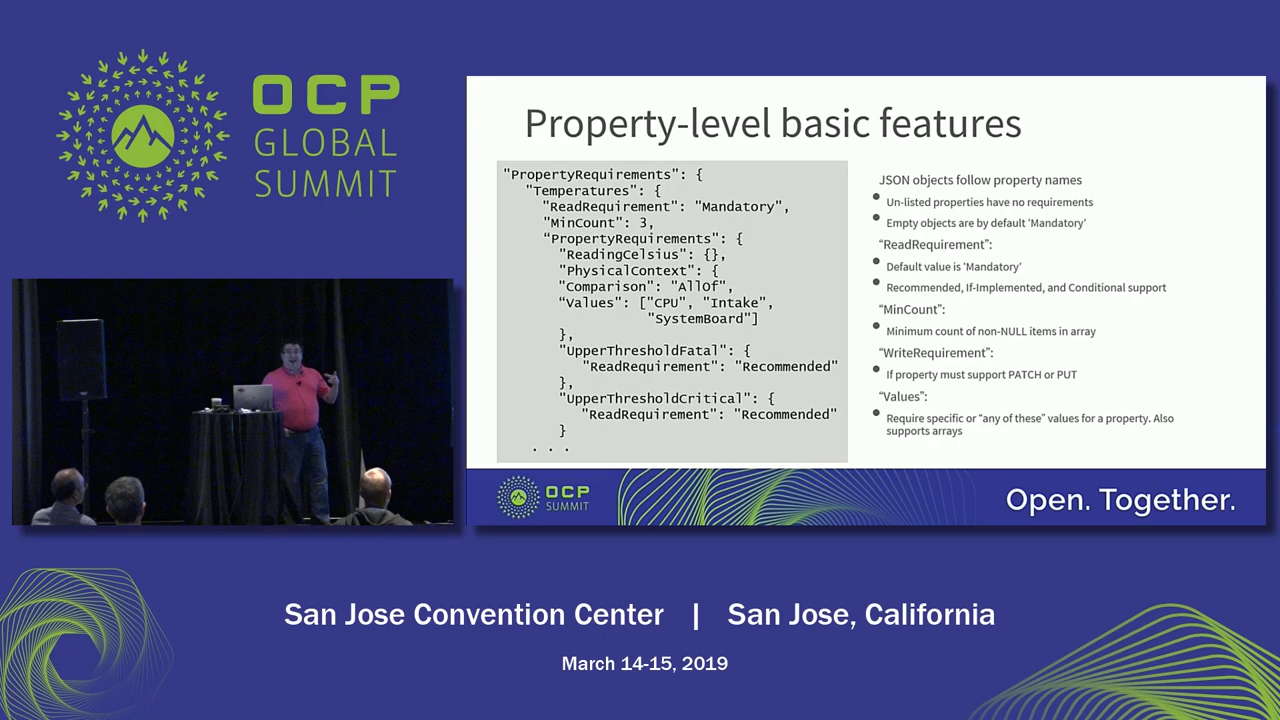 OCP
GLOBAL
SUMMIT
Property-level basic features
"PropertyRequirements": {
"Temperatures": {
"ReadRequirement": "Mandatory",
"MinCount": 3,
“PropertyRequirements": {
"ReadingCelsius": {},
"PhysicalContext": {
"Comparison": "AllOf",
"Values": ["CPU", "Intake",
"SystemBoard"]
},
"UpperThresholdFatal": {
"ReadRequirement": "Recommended"
},
"UpperThresholdCritical": {
"ReadRequirement": "Recommended"
}
. . .
JSON objects follow property names
• Un-listed properties have no requirements
• Empty objects are by default ‘Mandatory’
“ReadRequirement”:
• Default value is ‘Mandatory’
• Recommended, If-Implemented, and Conditional support
“MinCount”:
• Minimum count of non-NULL items in array
“WriteRequirement”:
• If property must support PATCH or PUT
“Values”:
• Require specific or “any of these” values for a property. Also
supports arrays
OCP
SUMMIT
Open. Together.
San Jose Convention Center | San Jose, California
March 14-15, 2019